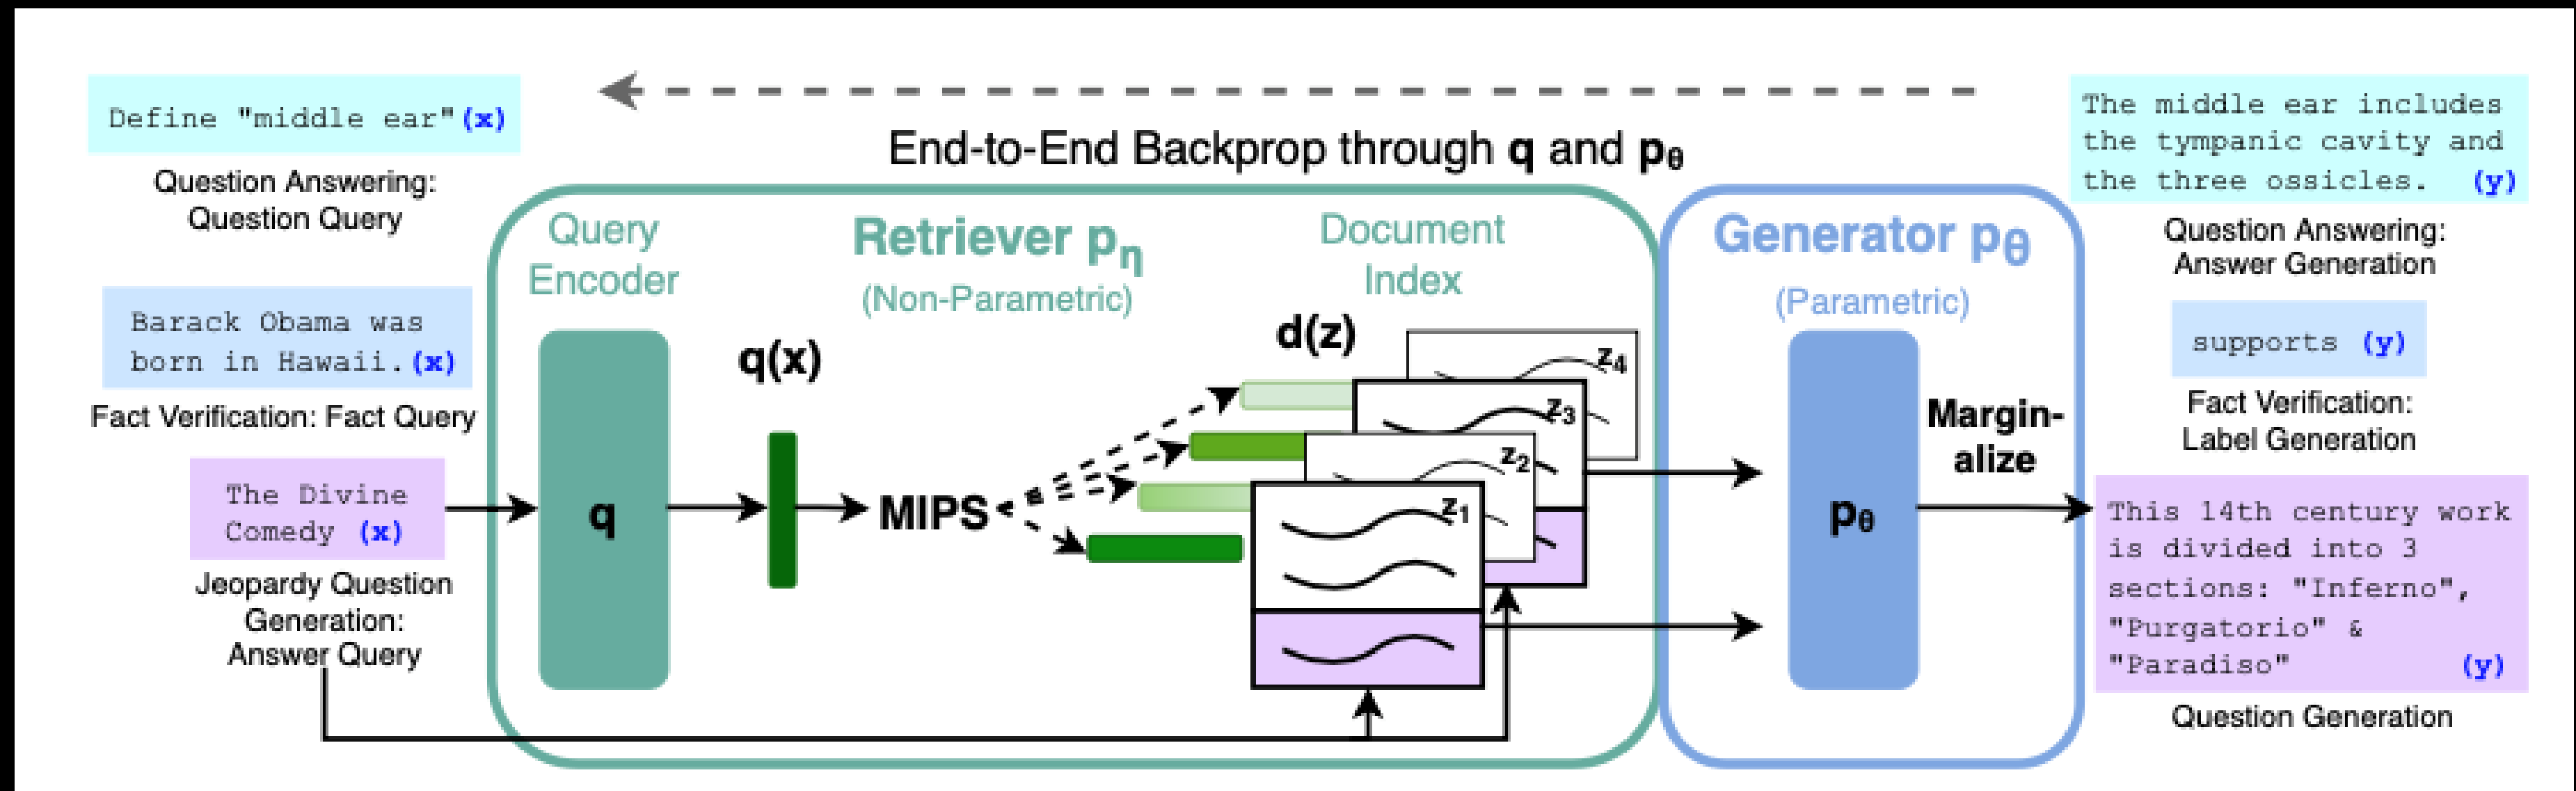 Define "middle ear" (x)
Question Answering:
Question Query
Barack Obama was
born in Hawaii. (x)
Fact Verification: Fact Query
The Divine
Comedy (x)
Jeopardy Question
Generation:
Answer Query
End-to-End Backprop through q and pθ
Query
Encoder
Retriever pη
(Non-Parametric)
Document
Index
q
q(x)
MIPS
d(z)
z4
z3
z2
z1
Generator pθ
(Parametric)
pθ
Margin-
alize
The middle ear includes
the tympanic cavity and
the three ossicles. (y)
Question Answering:
Answer Generation
supports (y)
Fact Verification:
Label Generation
This 14th century work
is divided into 3
sections: "Inferno",
"Purgatorio" &
"Paradiso" (y)
Question Generation